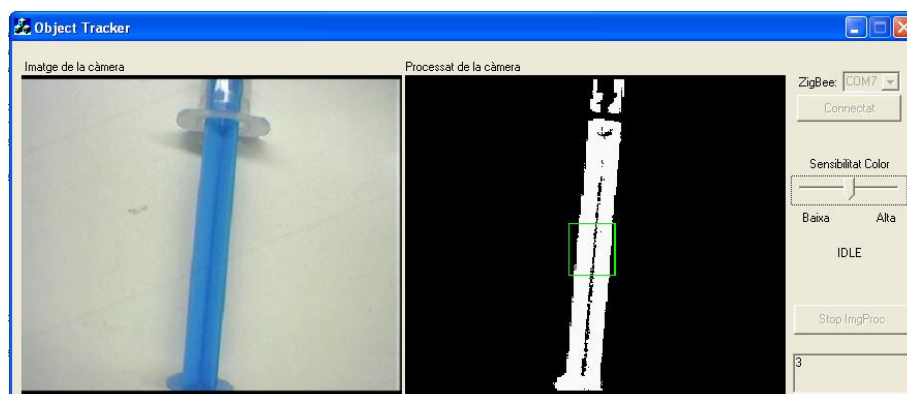 Object Tracker
Imatge de la càmera
Processat de la càmera
ZigBee: COM7
Connectat
Sensibilitat Color
Baixa Alta
IDLE
Stop ImgProc
3